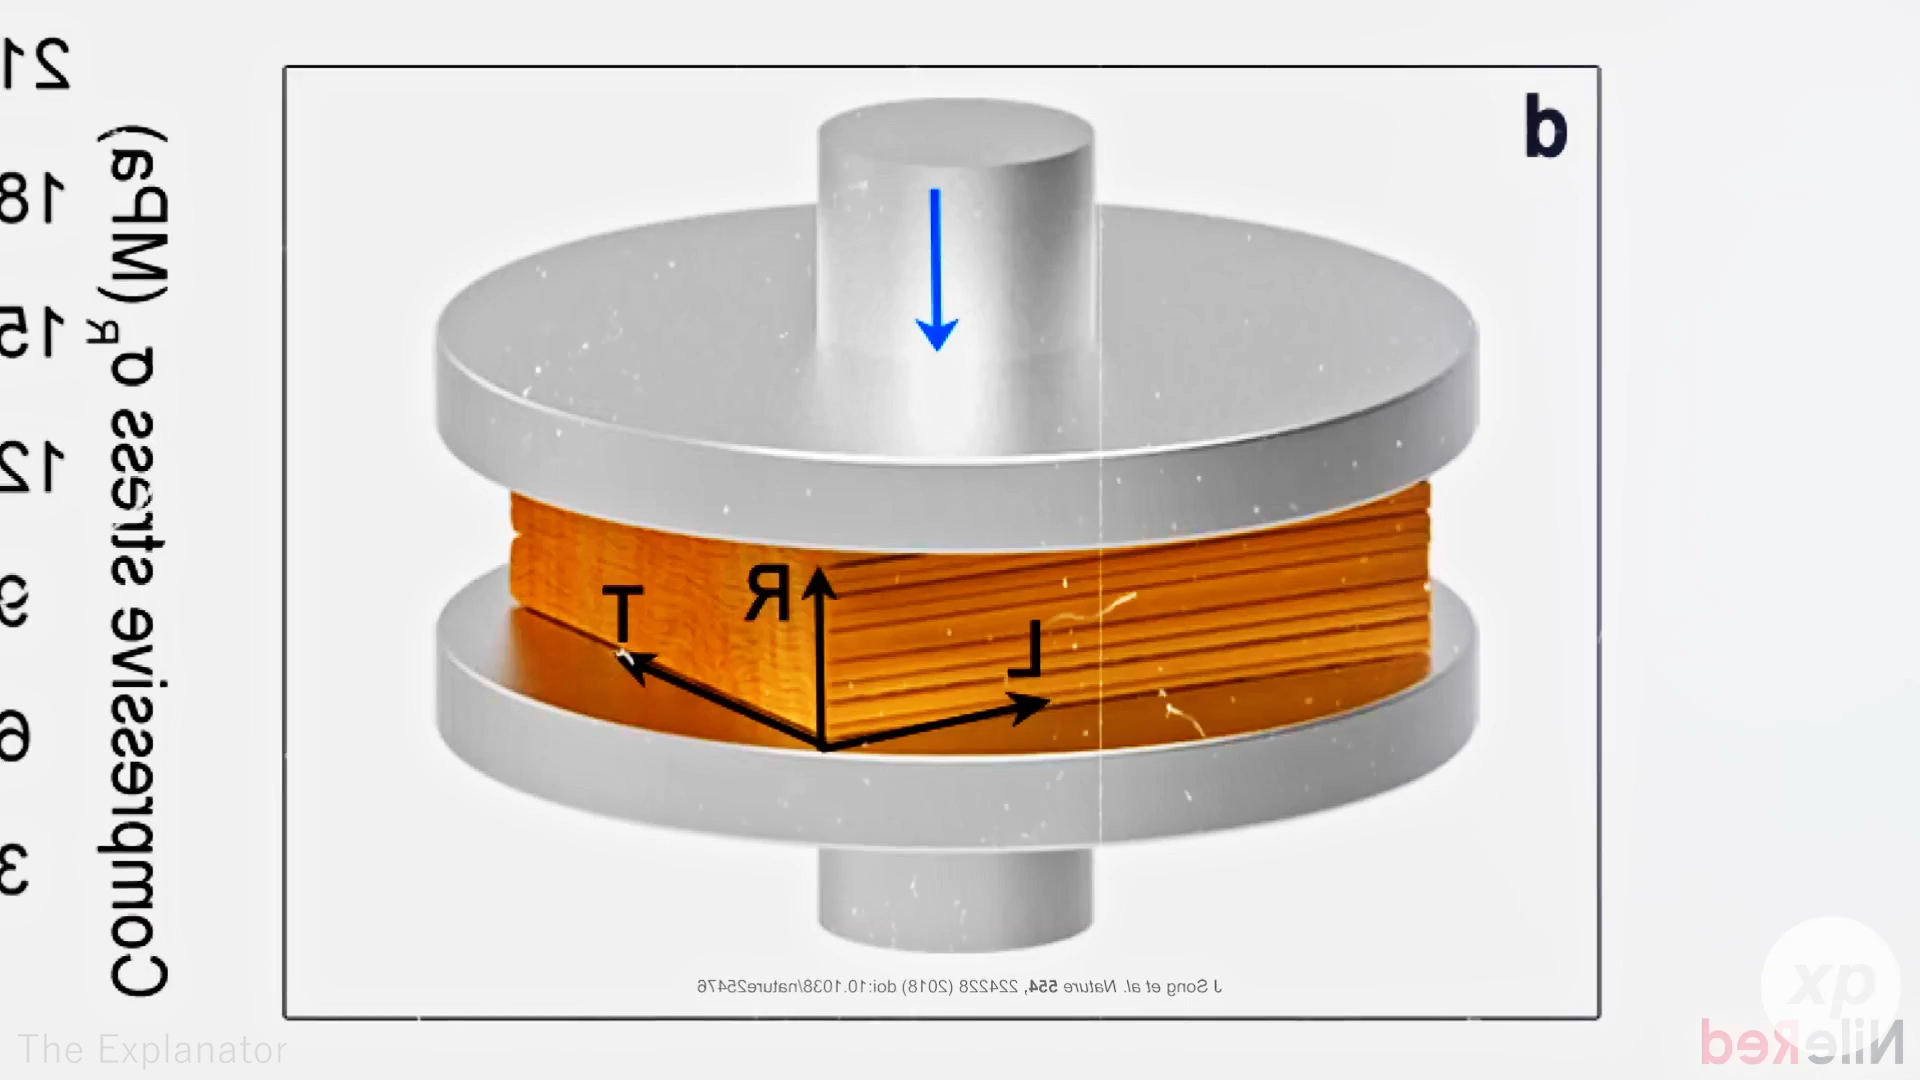 21
18
15
12
9
6
3
Compressive stress σR (MPa)
d
R
T
L
J Song et al. Nature 554, 224228 (2018) doi:10.1038/nature25476
The Explanator
NileRed